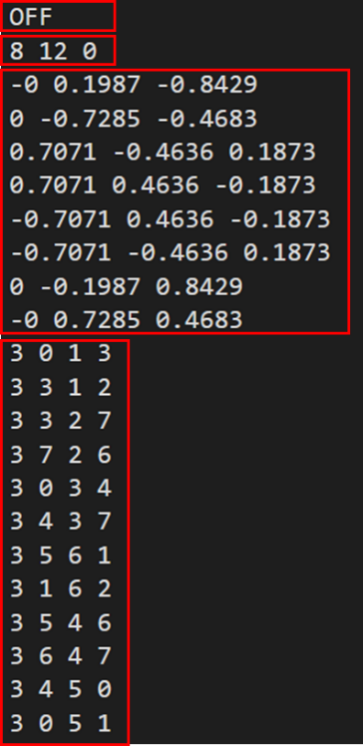 OFF
8 12 0
-0 0.1987 -0.8429
0 -0.7285 -0.4683
0.7071 -0.4636 0.1873
0.7071 0.4636 -0.1873
-0.7071 0.4636 -0.1873
-0.7071 -0.4636 0.1873
0 -0.1987 0.8429
-0 0.7285 0.4683
3 0 1 3
3 3 1 2
3 3 2 7
3 7 2 6
3 0 3 4
3 4 3 7
3 5 6 1
3 1 6 2
3 5 4 6
3 6 4 7
3 4 5 0
3 0 5 1